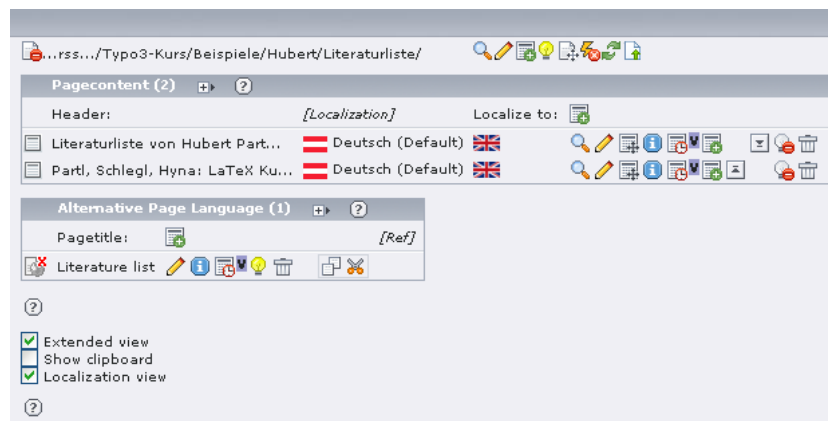 ...rss.../Typo3-Kurs/Beispiele/Hubert/Literaturliste/
Pagecontent (2)
Header: [Localization] Localize to:
Literaturliste von Hubert Part... Deutsch (Default)
Partl, Schlegl, Hyna: LaTeX Ku... Deutsch (Default)
Alternative Page Language (1)
Pagetitle: [Ref]
Literature list
Extended view
Show clipboard
Localization view